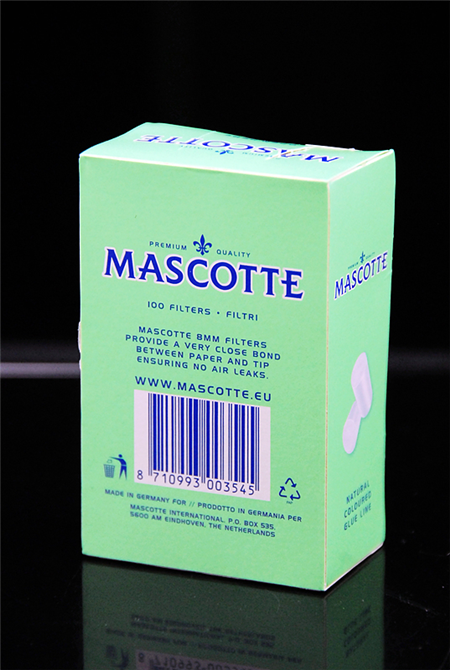 MASCOTTE
MASCOTTE
PREMIUM QUALITY
MASCOTTE
100 FILTERS • FILTRI
MASCOTTE 8MM FILTERS
PROVIDE A VERY CLOSE BOND
BETWEEN PAPER AND TIP
ENSURING NO AIR LEAKS.
WWW.MASCOTTE.EU
8 710993 003545
MADE IN GERMANY FOR // PRODOTTO IN GERMANIA PER
MASCOTTE INTERNATIONAL, P.O. BOX 535,
5600 AM EINDHOVEN, THE NETHERLANDS
MASCOTTE
NATURAL
COLOURED
BLUE LINE